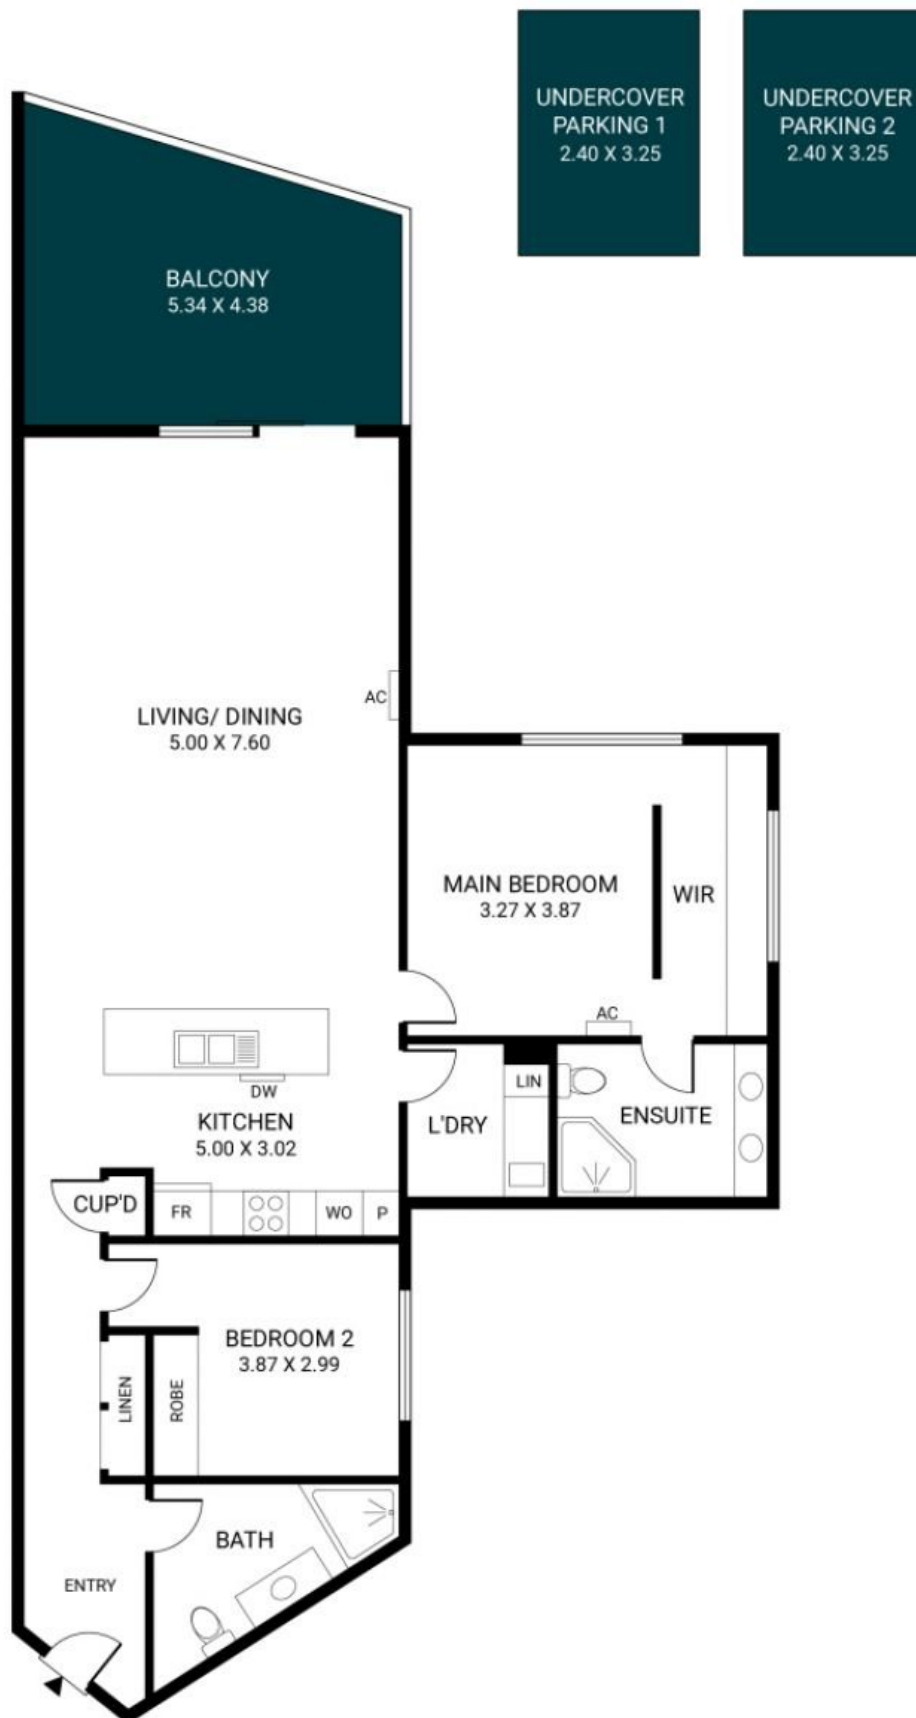 UNDERCOVER
PARKING 1
2.40 X 3.25
UNDERCOVER
PARKING 2
2.40 X 3.25
BALCONY
5.34 X 4.38
LIVING/ DINING
5.00 X 7.60
AC
MAIN BEDROOM
3.27 X 3.87
WIR
AC
DW
KITCHEN
5.00 X 3.02
L'DRY
LIN
ENSUITE
CUP'D
FR
WO
P
BEDROOM 2
3.87 X 2.99
LINEN
ROBE
BATH
ENTRY